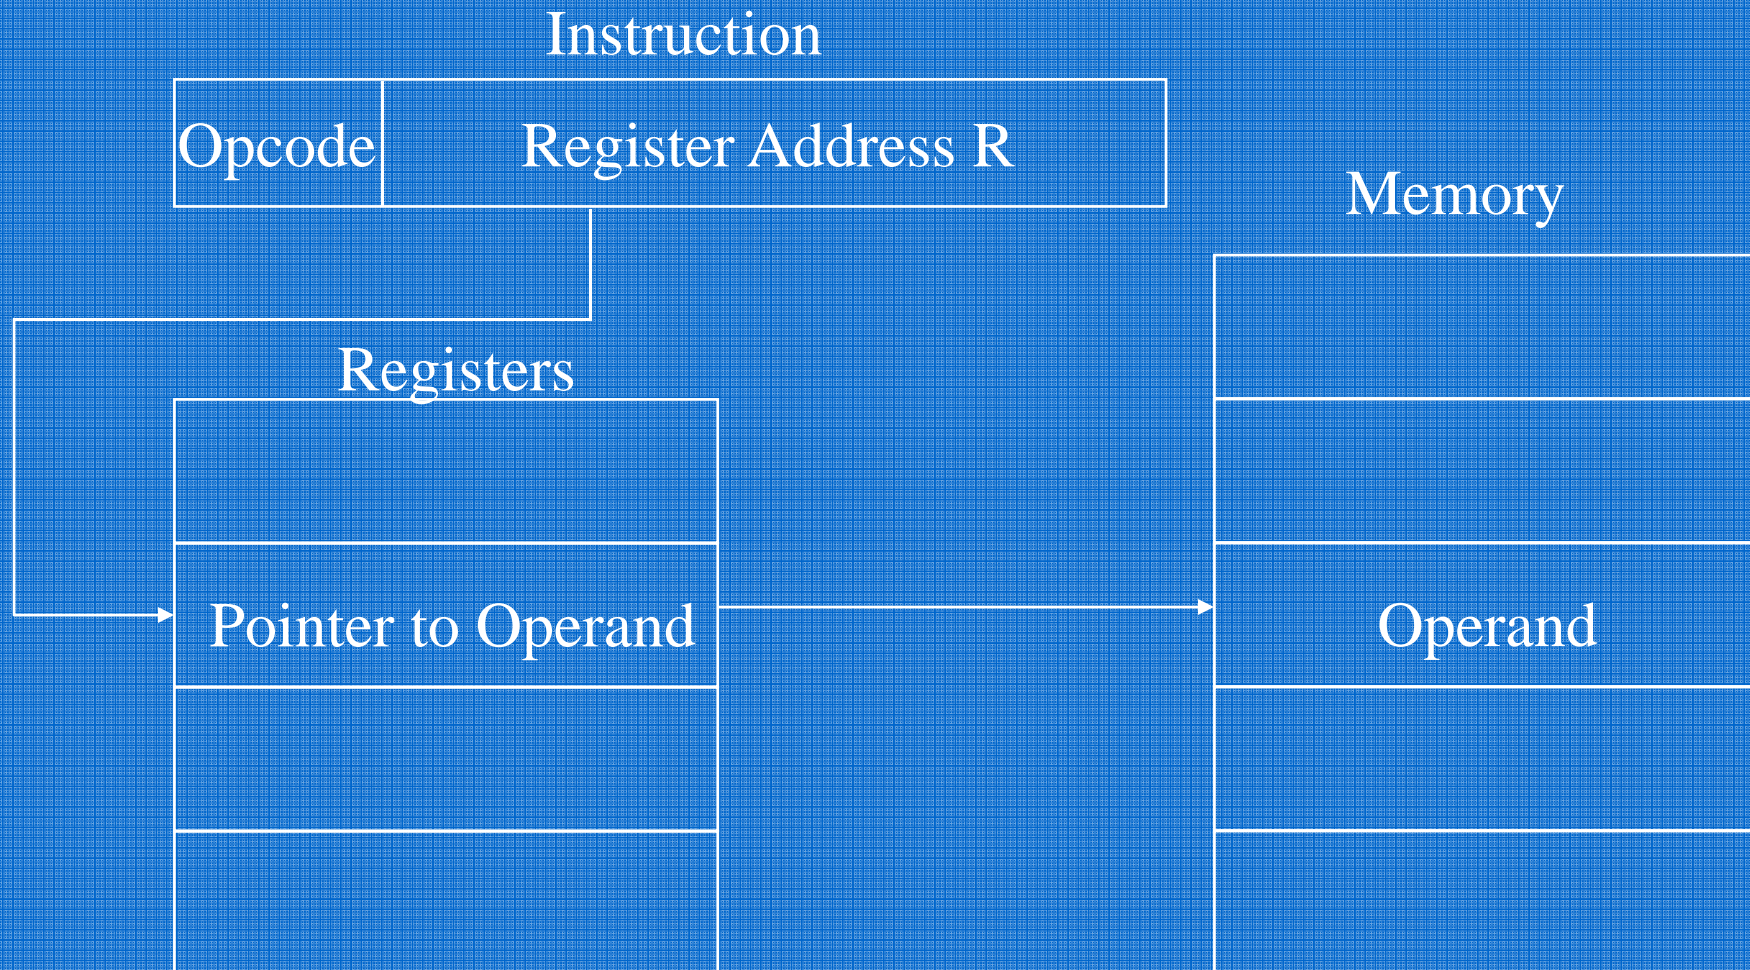 Instruction
Opcode
Register Address R
Memory
Registers
Pointer to Operand
Operand